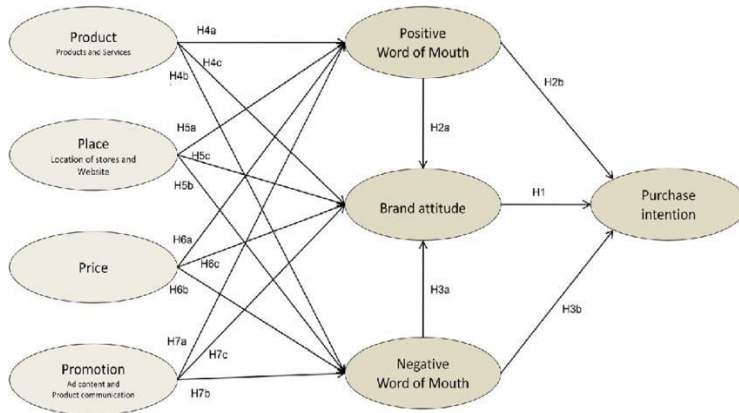 Product
Products and Services
Place
Location of stores and
Website
Price
Promotion
Ad content and
Product communication
H4a
H4c
H4b
H5a
H5c
H5b
H6a
H6c
H6b
H7a
H7c
H7b
Positive
Word of Mouth
H2a
Brand attitude
H3a
Negative
Word of Mouth
H2b
H1
H3b
Purchase
intention